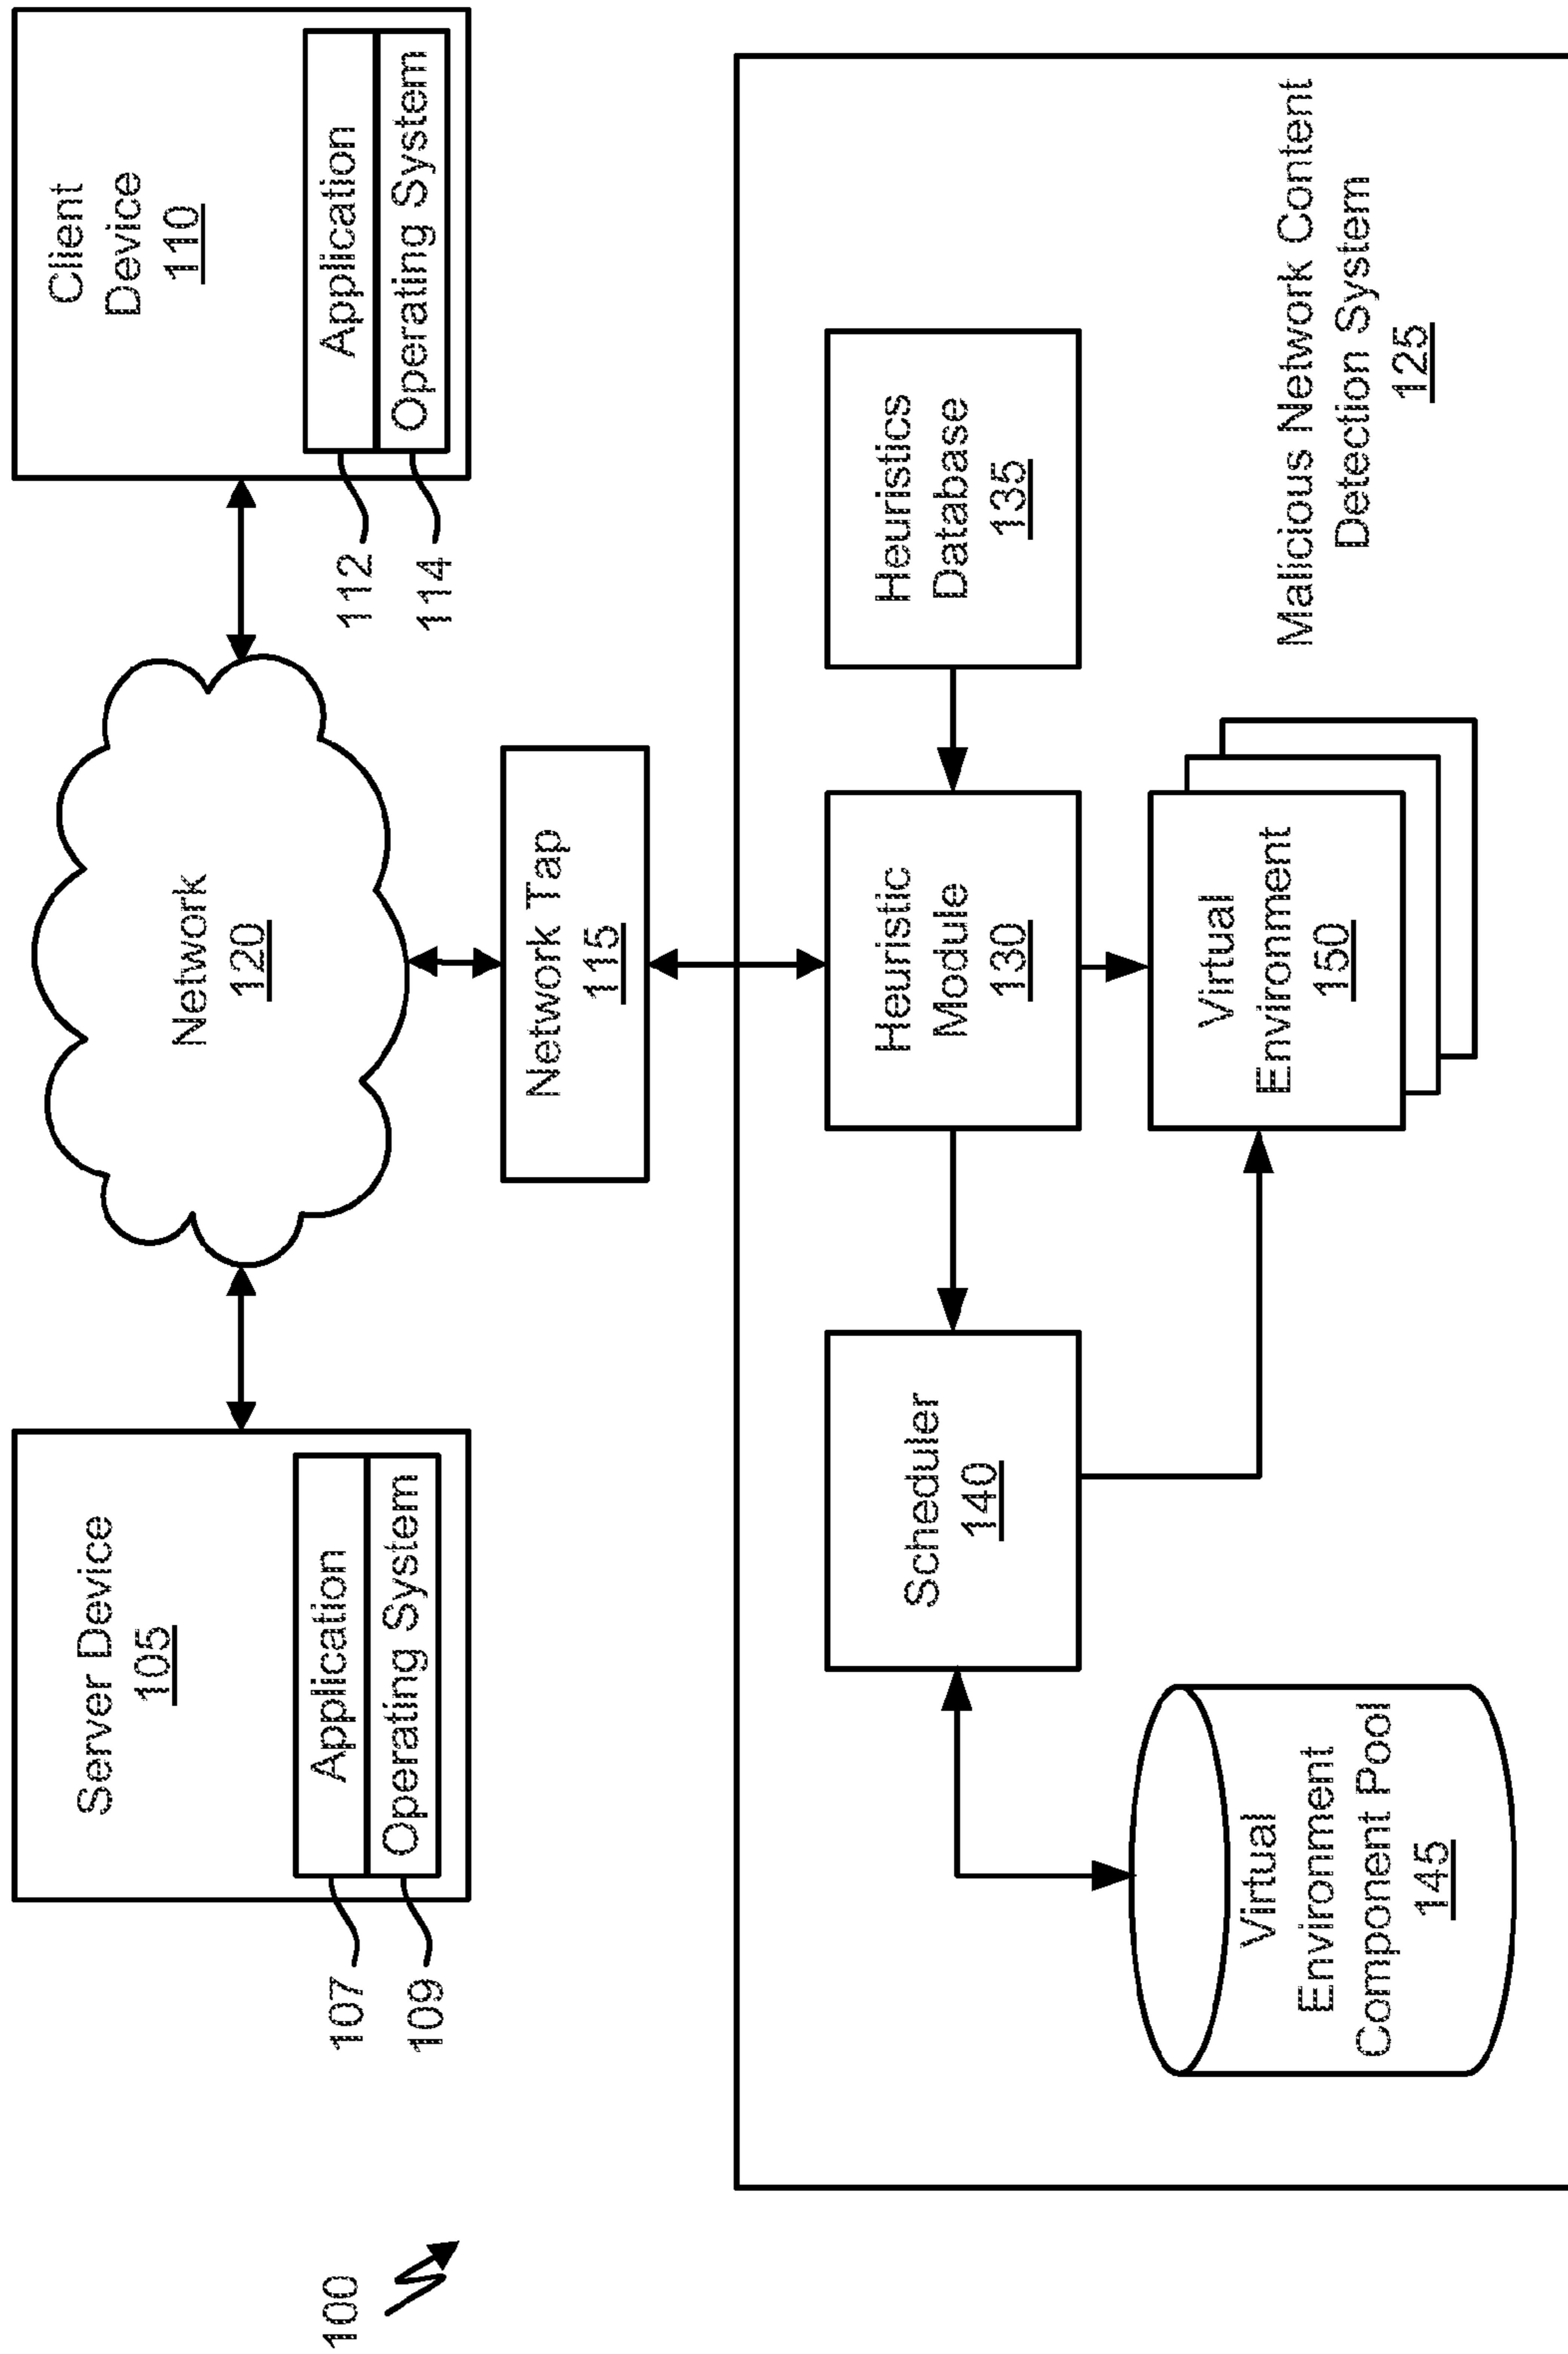 100
Server Device
105
Application
Operating System
107
109
Network
120
Client
Device
110
Application
Operating System
112
114
Network Tap
115
Scheduler
140
Heuristic
Module
130
Heuristics
Database
135
Virtual
Environment
Component Pool
145
Virtual
Environment
150
Malicious Network Content
Detection System
125